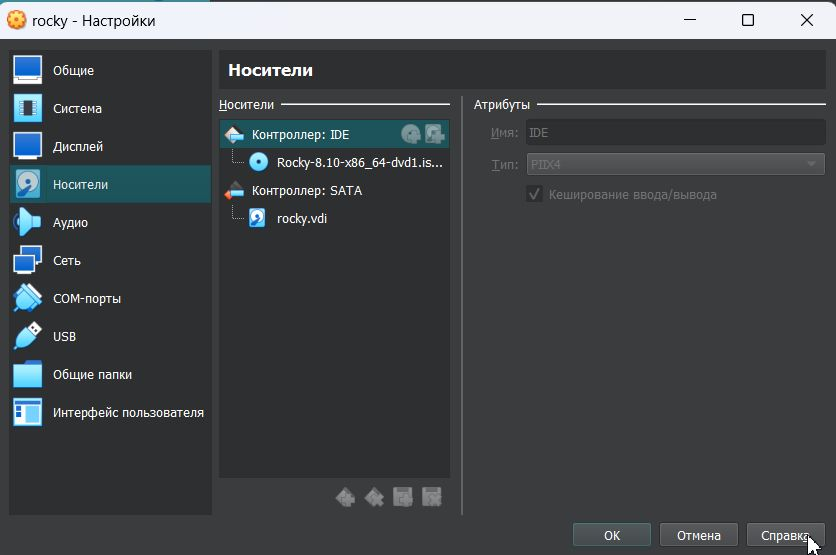 rocky - Настройки
Общие
Система
Дисплей
Носители
Аудио
Сеть
COM-порты
USB
Общие папки
Интерфейс пользователя
Носители
Носители
Контроллер: IDE
Rocky-8.10-x86_64-dvd1.is...
Контроллер: SATA
rocky.vdi
Атрибуты
Имя: IDE
Тип: PIIX4
Кеширование ввода/вывода
OK
Отмена
Справка